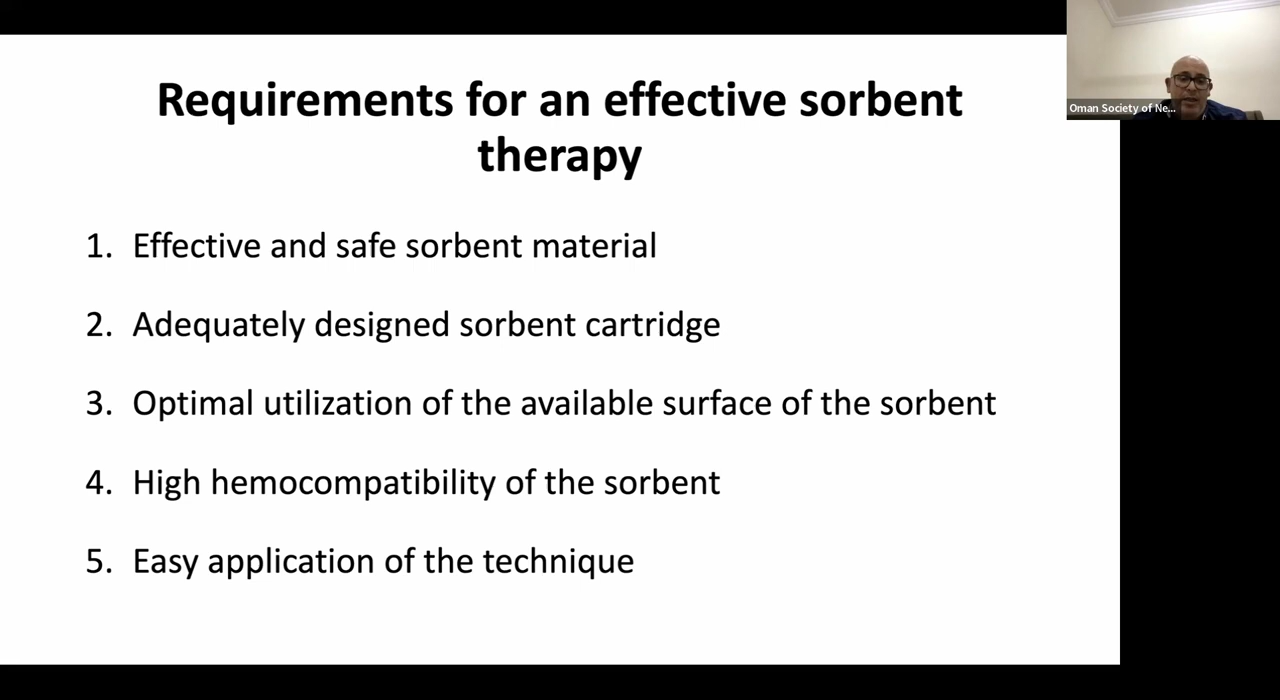 Requirements for an effective sorbent
therapy
1. Effective and safe sorbent material
2. Adequately designed sorbent cartridge
3. Optimal utilization of the available surface of the sorbent
4. High hemocompatibility of the sorbent
5. Easy application of the technique
Oman Society of Ne...